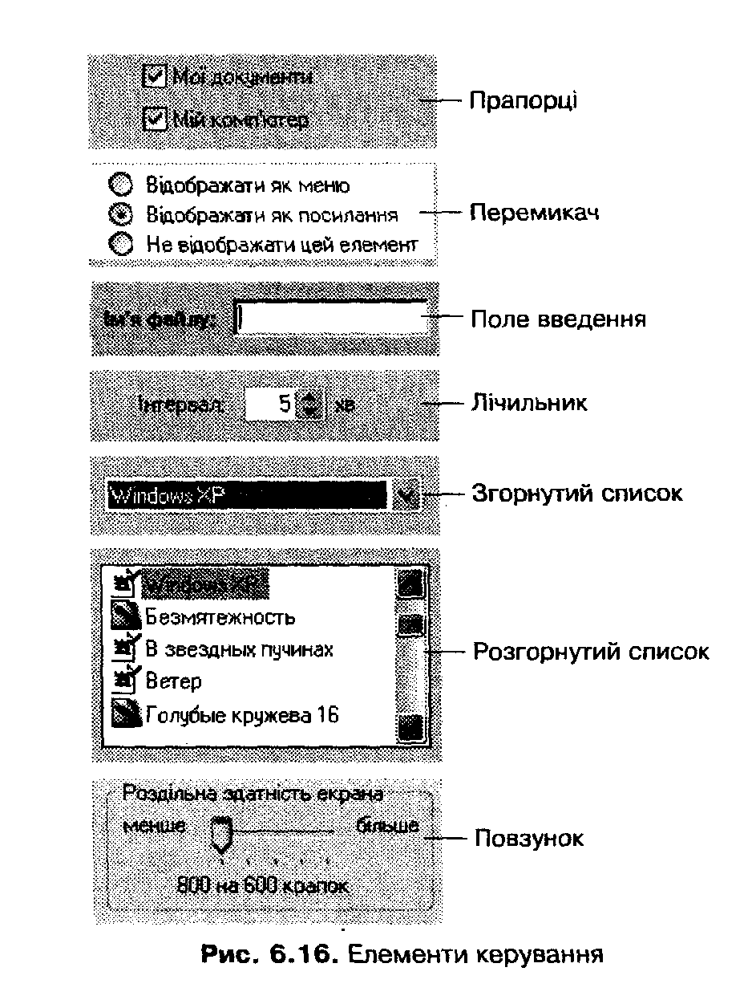 Мої документи
Мій комп'ютер
Прапорці
Відображати як меню
Відображати як посилання
Не відображати цей елемент
Перемикач
Ім'я файлу:
Поле введення
Інтервал: 5 хв
Лічильник
Windows XP
Згорнутий список
Windows XP
Безмятежность
В звездных пучинах
Ветер
Голубые кружева 16
Розгорнутий список
Роздільна здатність екрана
менше більше
800 на 600 крапок
Повзунок
Рис. 6.16. Елементи керування